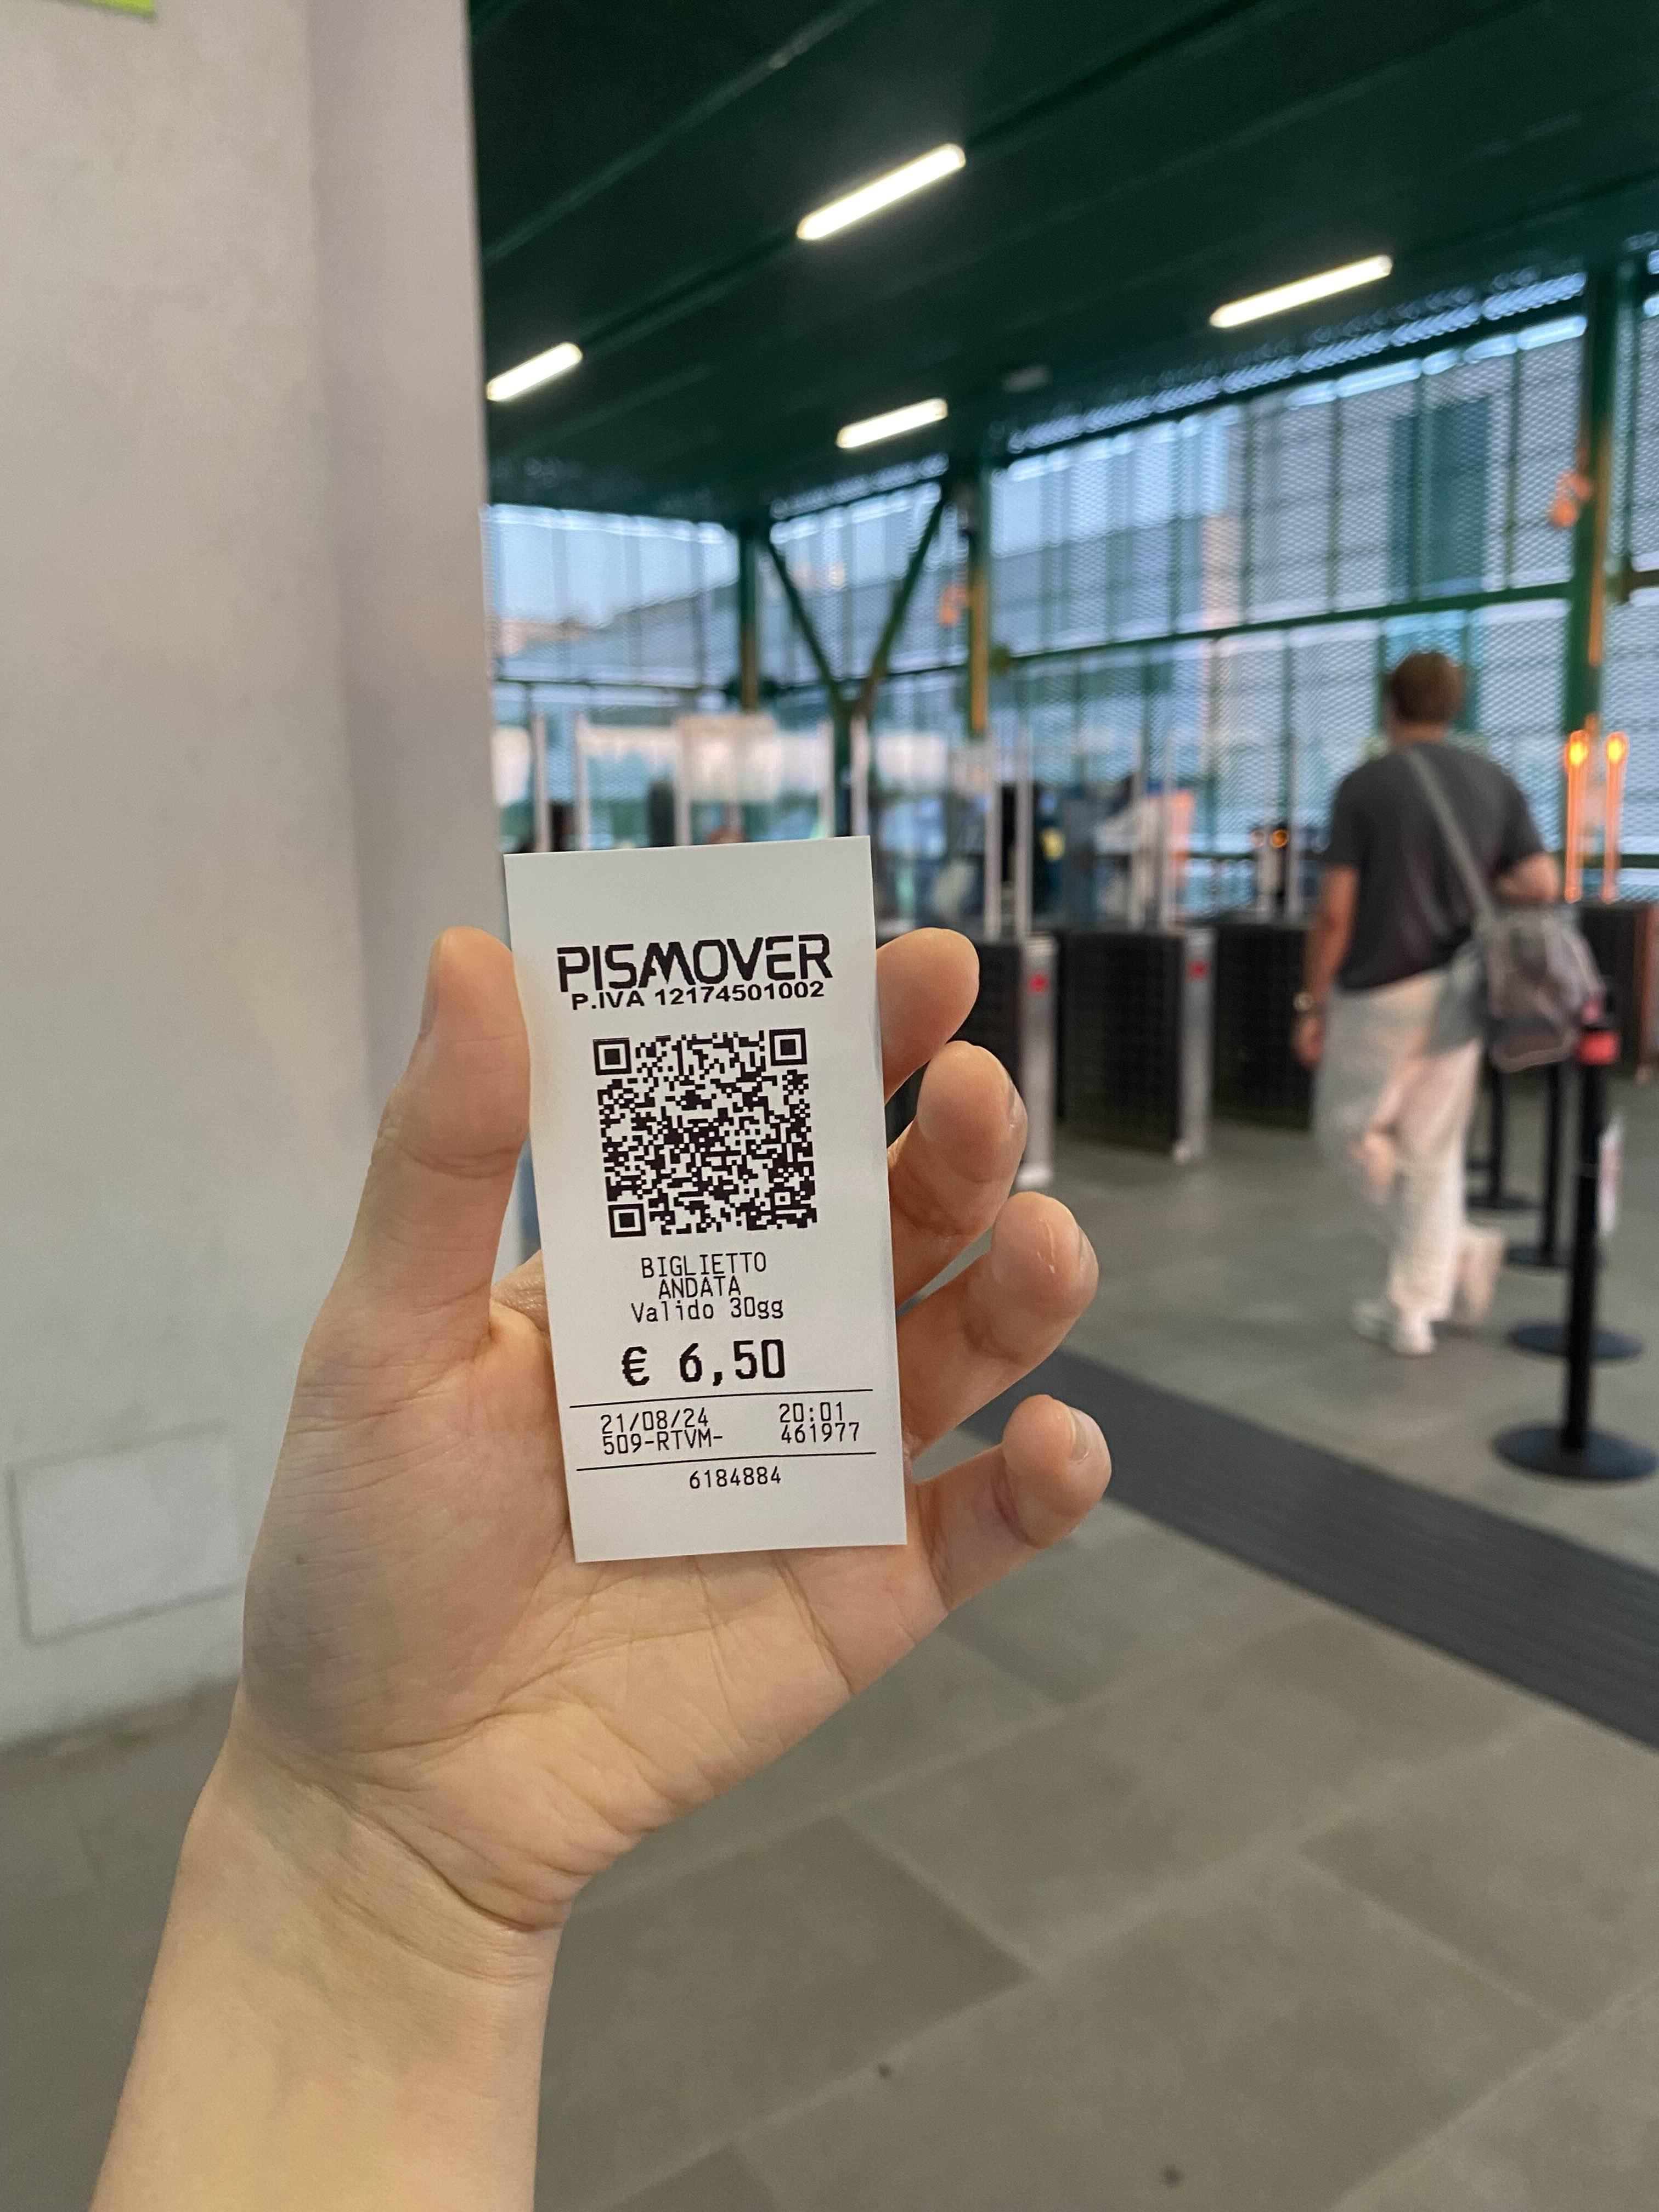 PISAMOVER
P.IVA 12174501002
BIGLIETTO
ANDATA
Valido 30gg
€ 6,50
21/08/24 20:01
509-RTVM- 461977
6184884